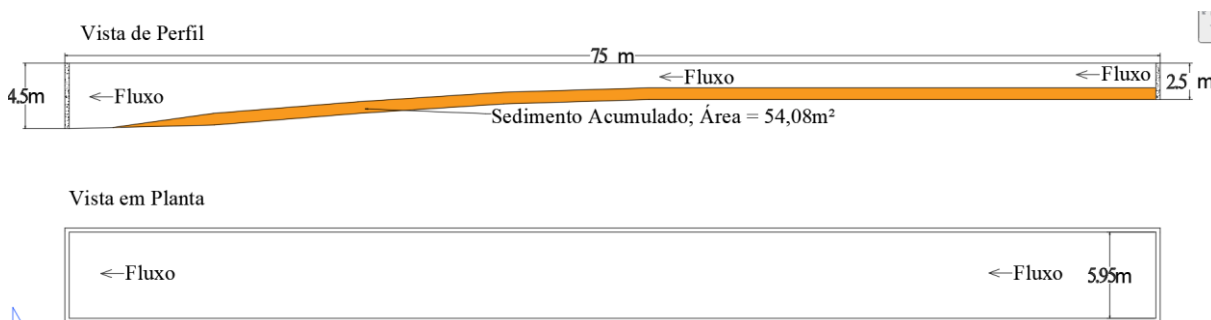 Vista de Perfil
75 m
←Fluxo
←Fluxo
4.5m
←Fluxo
2.5 m
Sedimento Acumulado; Área = 54,08m²
Vista em Planta
←Fluxo
←Fluxo
5.95m